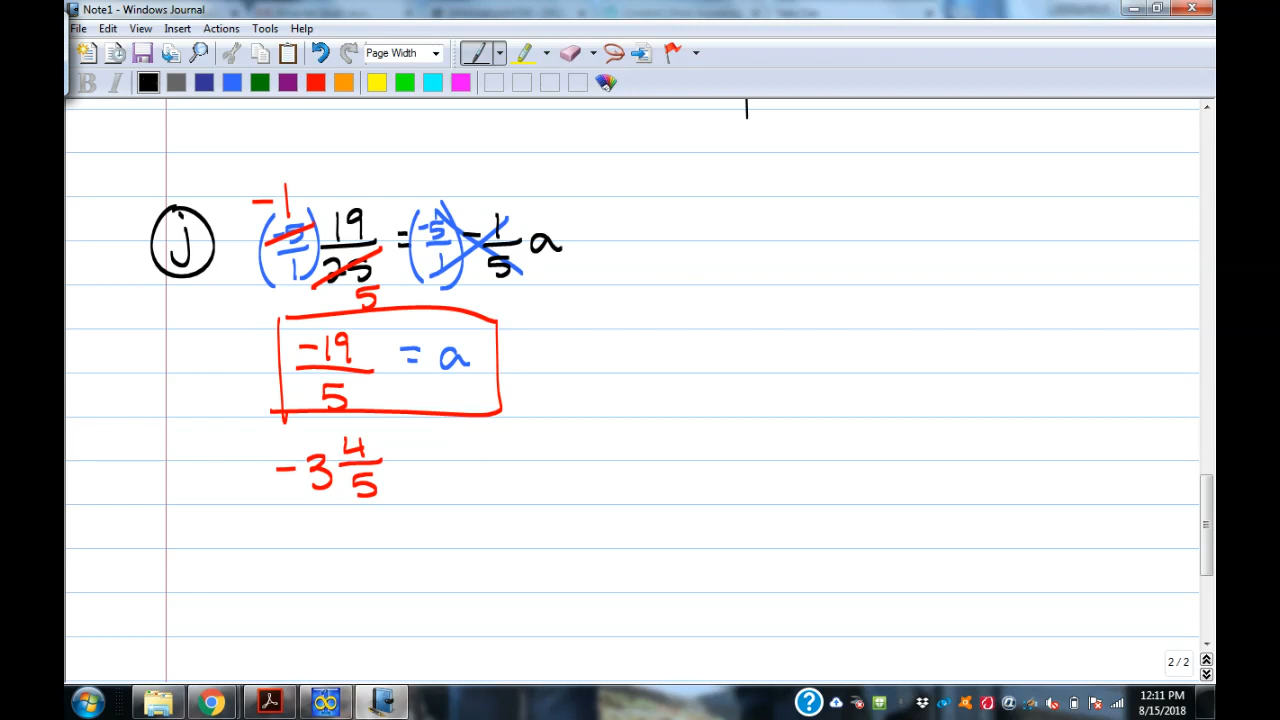 Note1 - Windows Journal
File Edit View Insert Actions Tools Help
Page Width
B I
j (-5/1) 19/25 = (-5/1) -1/5 a
-1
5
-19/5 = a
-3 4/5
2 / 2
12:11 PM
8/15/2018